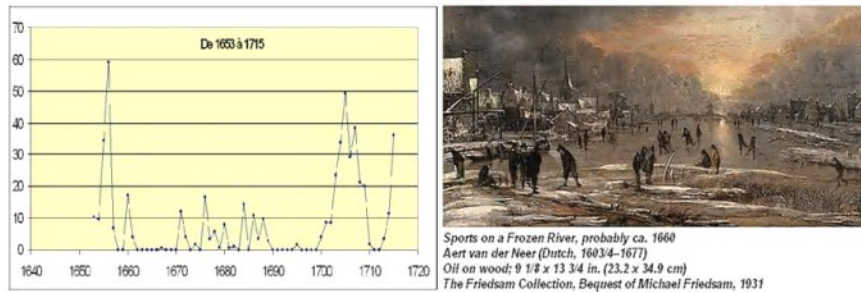 De 1653 à 1715
70
60
50
40
30
20
10
0
1640 1650 1660 1670 1680 1690 1700 1710 1720
Sports on a Frozen River, probably ca. 1660
Aert van der Neer (Dutch, 1603/4–1677)
Oil on wood; 9 1/8 x 13 3/4 in. (23.2 x 34.9 cm)
The Friedsam Collection, Bequest of Michael Friedsam, 1931